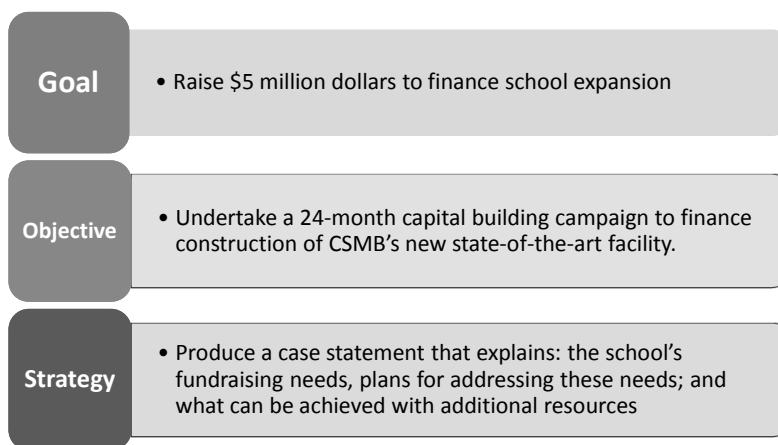 Goal
• Raise $5 million dollars to finance school expansion
Objective
• Undertake a 24-month capital building campaign to finance
construction of CSMB's new state-of-the-art facility.
Strategy
• Produce a case statement that explains: the school's
fundraising needs, plans for addressing these needs; and
what can be achieved with additional resources